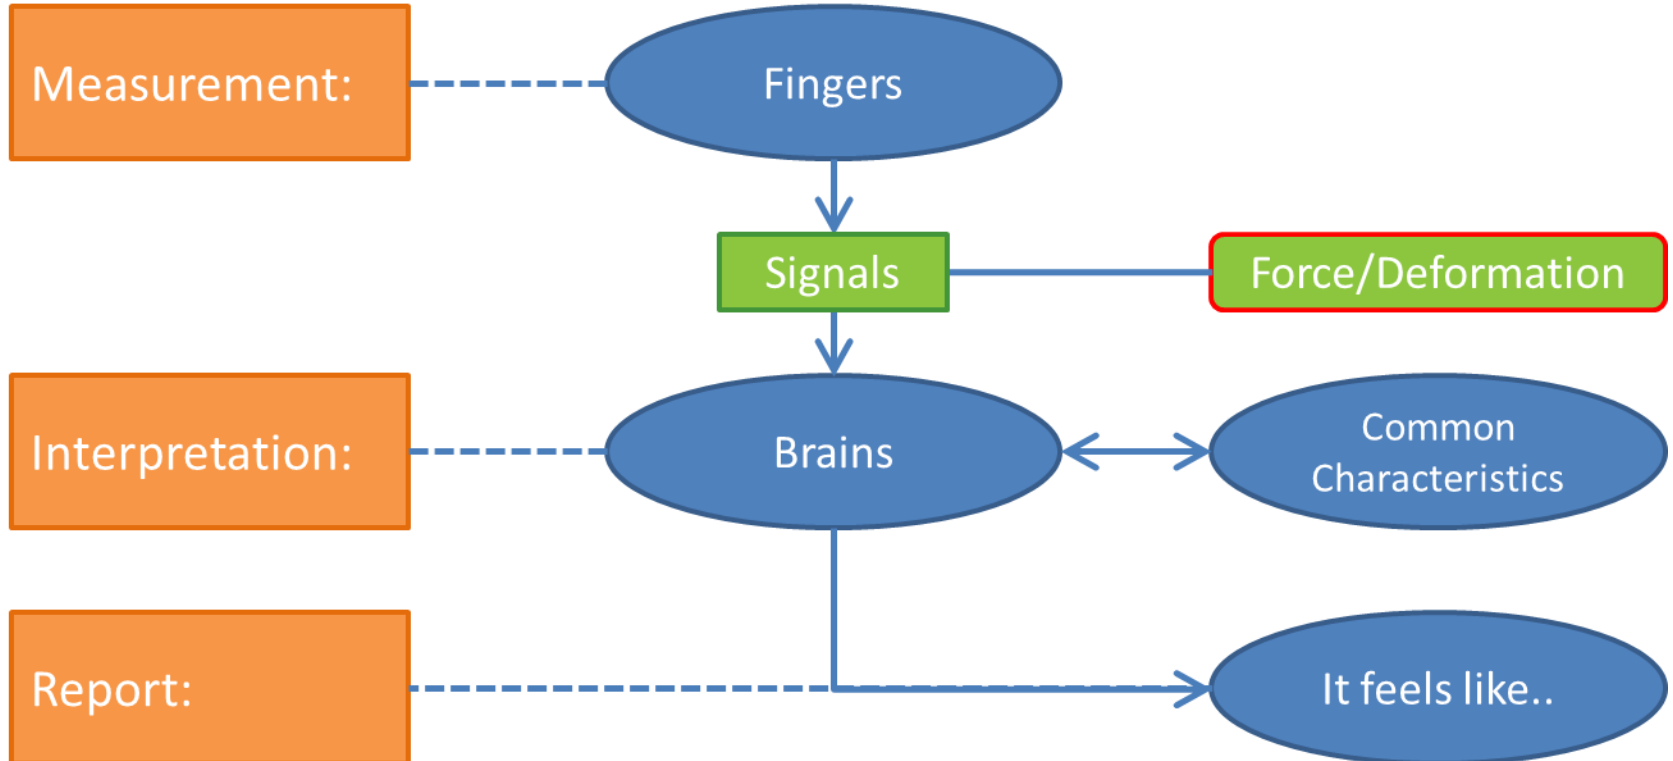 Measurement:
Fingers
Signals
Force/Deformation
Interpretation:
Brains
Common
Characteristics
Report:
It feels like..